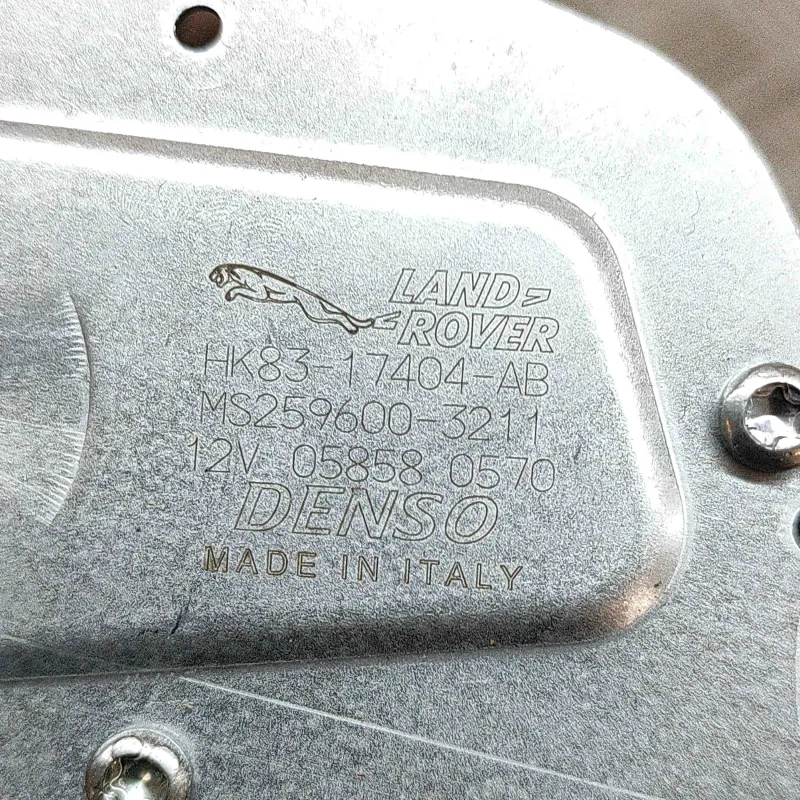 LAND
ROVER
HK83-17404-AB
MS259600-3211
12V 05858 0570
DENSO
MADE IN ITALY